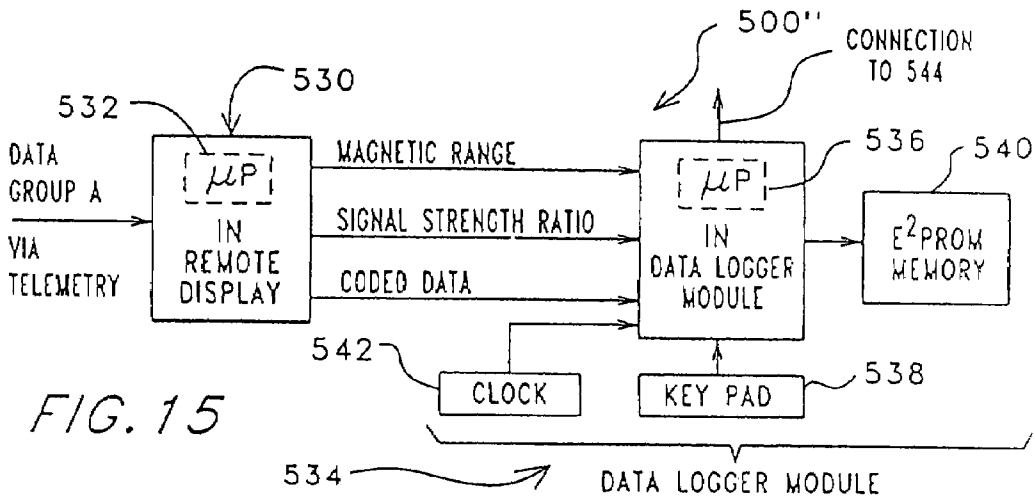 500''
CONNECTION
TO 544
530
532
DATA
GROUP A
VIA
TELEMETRY
μP
IN
REMOTE
DISPLAY
MAGNETIC RANGE
SIGNAL STRENGTH RATIO
CODED DATA
μP
536
IN
DATA LOGGER
MODULE
540
E²PROM
MEMORY
542
CLOCK
KEY PAD
538
FIG. 15
534
DATA LOGGER MODULE